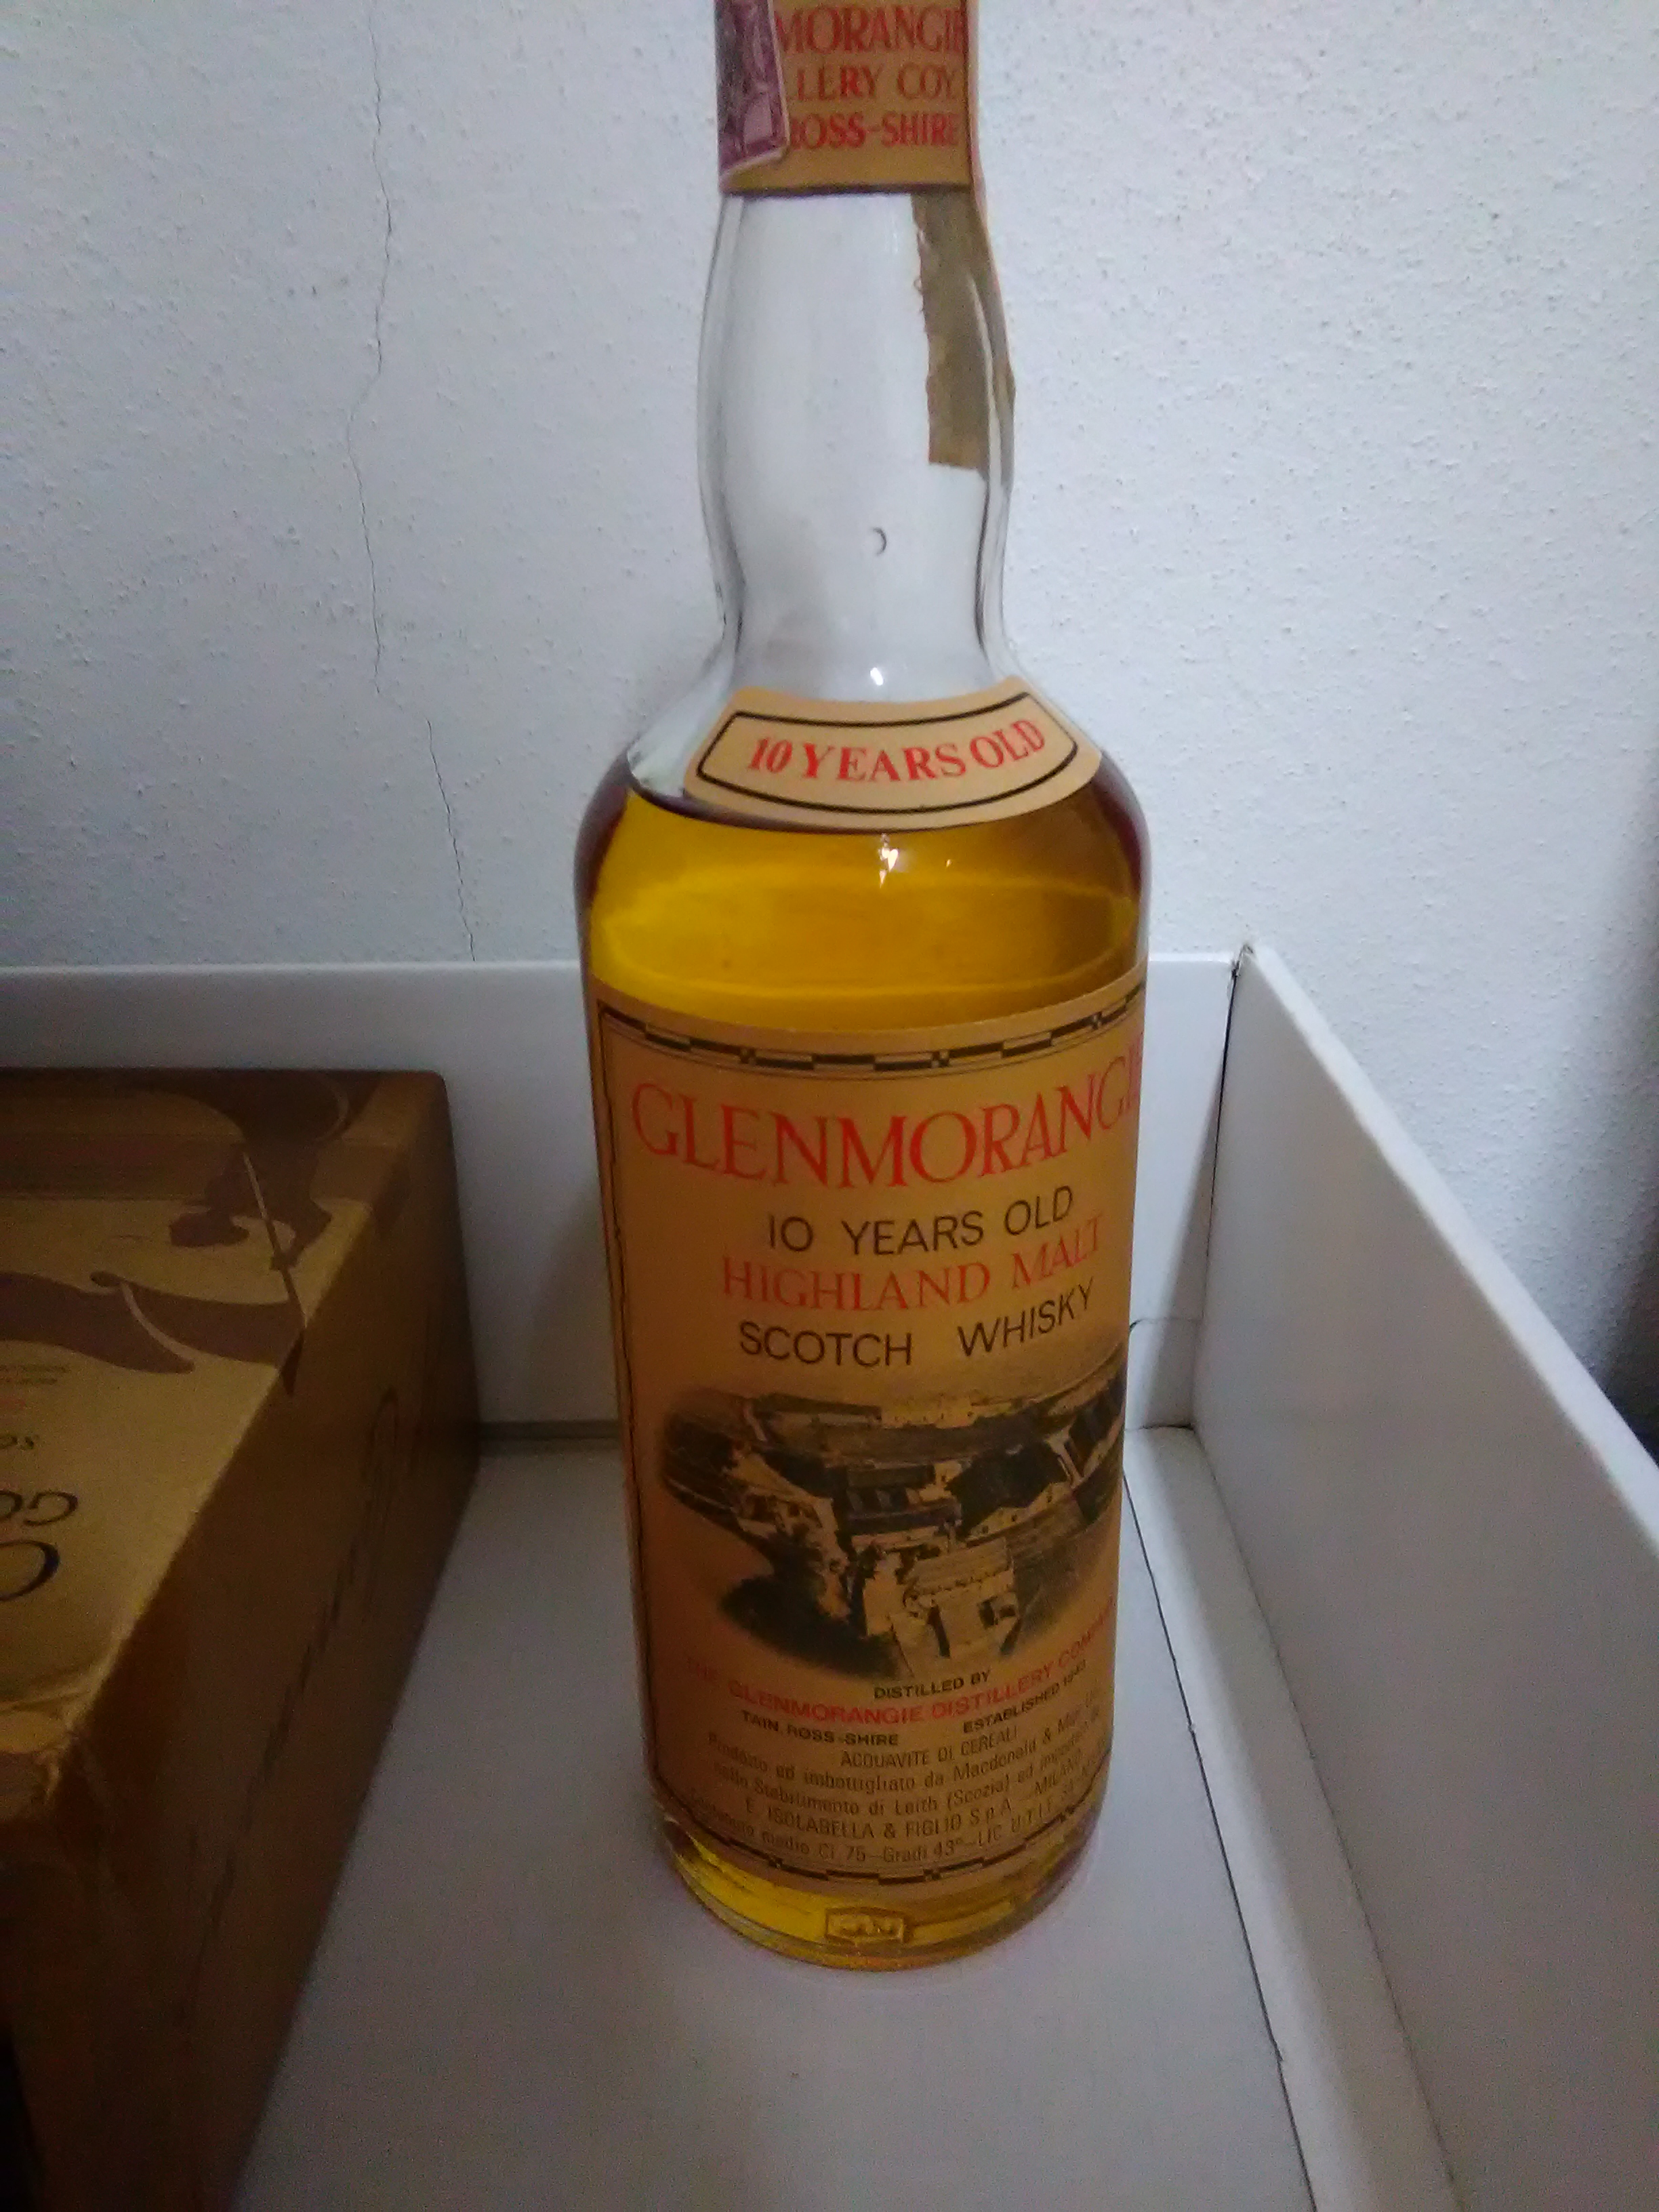 MORANGIE
LLERY COY
ROSS-SHIRE
10 YEARS OLD
GLENMORANGIE
10 YEARS OLD
HIGHLAND MALT
SCOTCH WHISKY
DISTILLED BY
THE GLENMORANGIE DISTILLERY COMPANY
TAIN, ROSS-SHIRE ESTABLISHED 1843
ACQUAVITE DI CEREALI
Prodotto ed imbottigliato da Macdonald & Muir
nello Stabilimento di Leith (Scozia) ed importato da
E. ISOLABELLA & FIGLIO S.p.A. - MILANO
Contenuto medio Cl. 75-Gradi 43°-LIC. U.T.I.F.